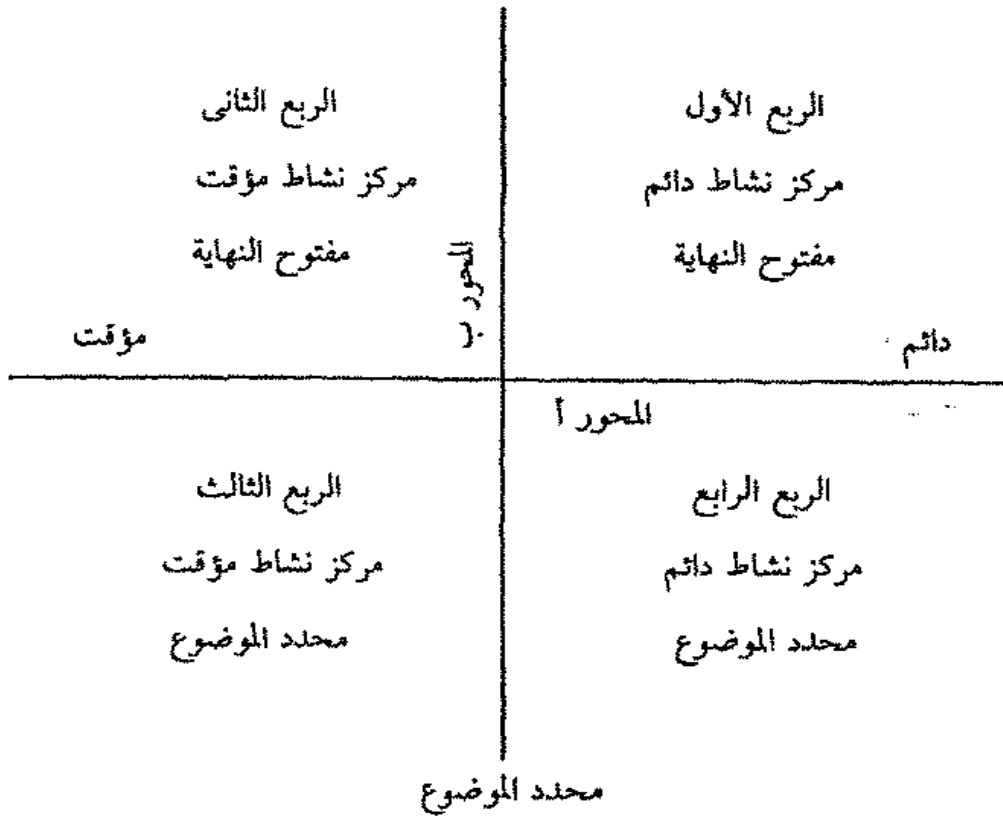 الربع الأول
مركز نشاط دائم
مفتوح النهاية
الربع الثانى
مركز نشاط مؤقت
مفتوح النهاية
المحور ب
دائم
مؤقت
المحور أ
الربع الرابع
مركز نشاط دائم
محدد الموضوع
الربع الثالث
مركز نشاط مؤقت
محدد الموضوع
محدد الموضوع